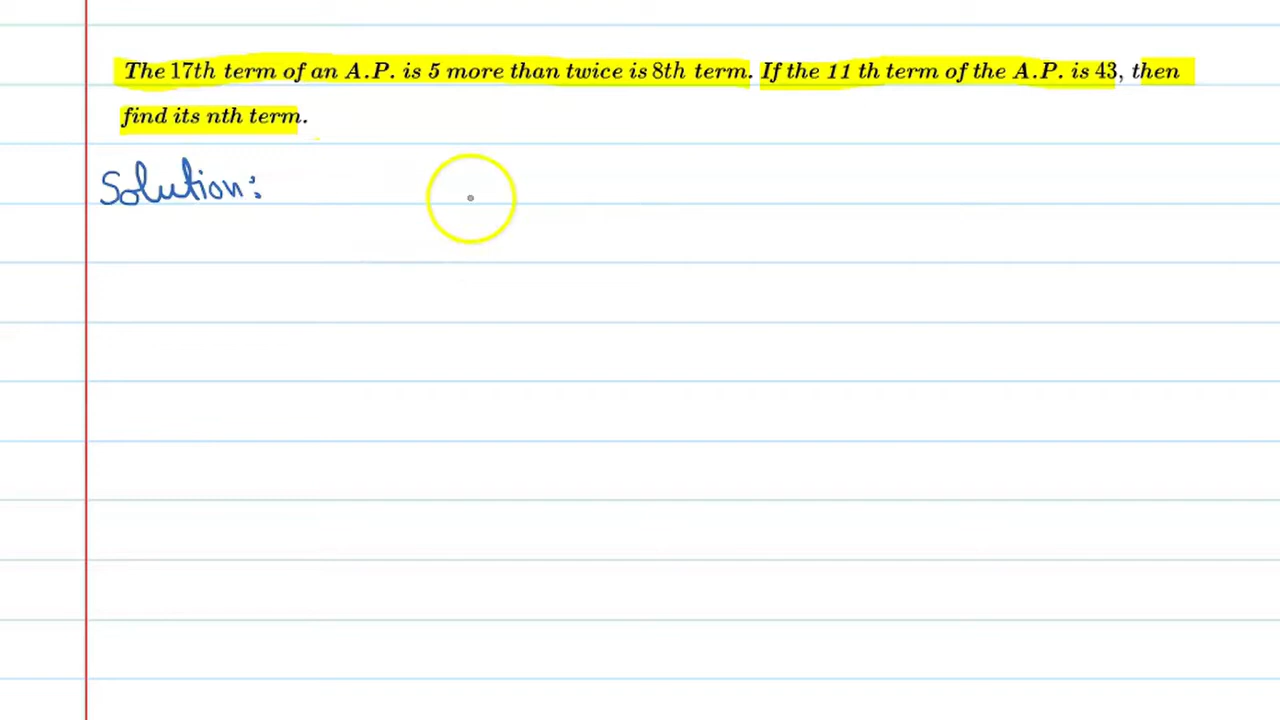 The 17th term of an A.P. is 5 more than twice is 8th term. If the 11 th term of the A.P. is 43, then
find its nth term.
Solution: